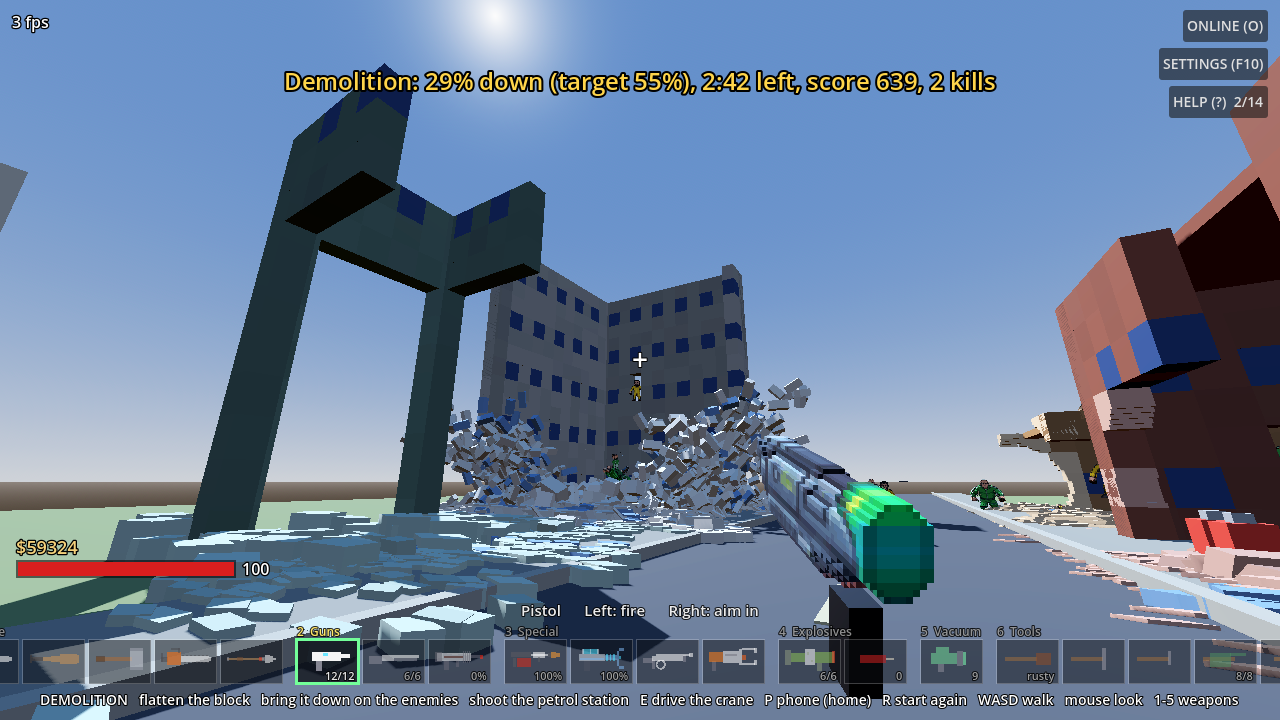 3 fps
ONLINE (O)
SETTINGS (F10)
HELP (?) 2/14
Demolition: 29% down (target 55%), 2:42 left, score 639, 2 kills
$59324
100
Pistol Left: fire Right: aim in
e 2 Guns 3 Special 4 Explosives 5 Vacuum 6 Tools
12/12 6/6 0% 100% 100% 6/6 0 9 rusty 8/8
DEMOLITION flatten the block bring it down on the enemies shoot the petrol station E drive the crane P phone (home) R start again WASD walk mouse look 1-5 weapons